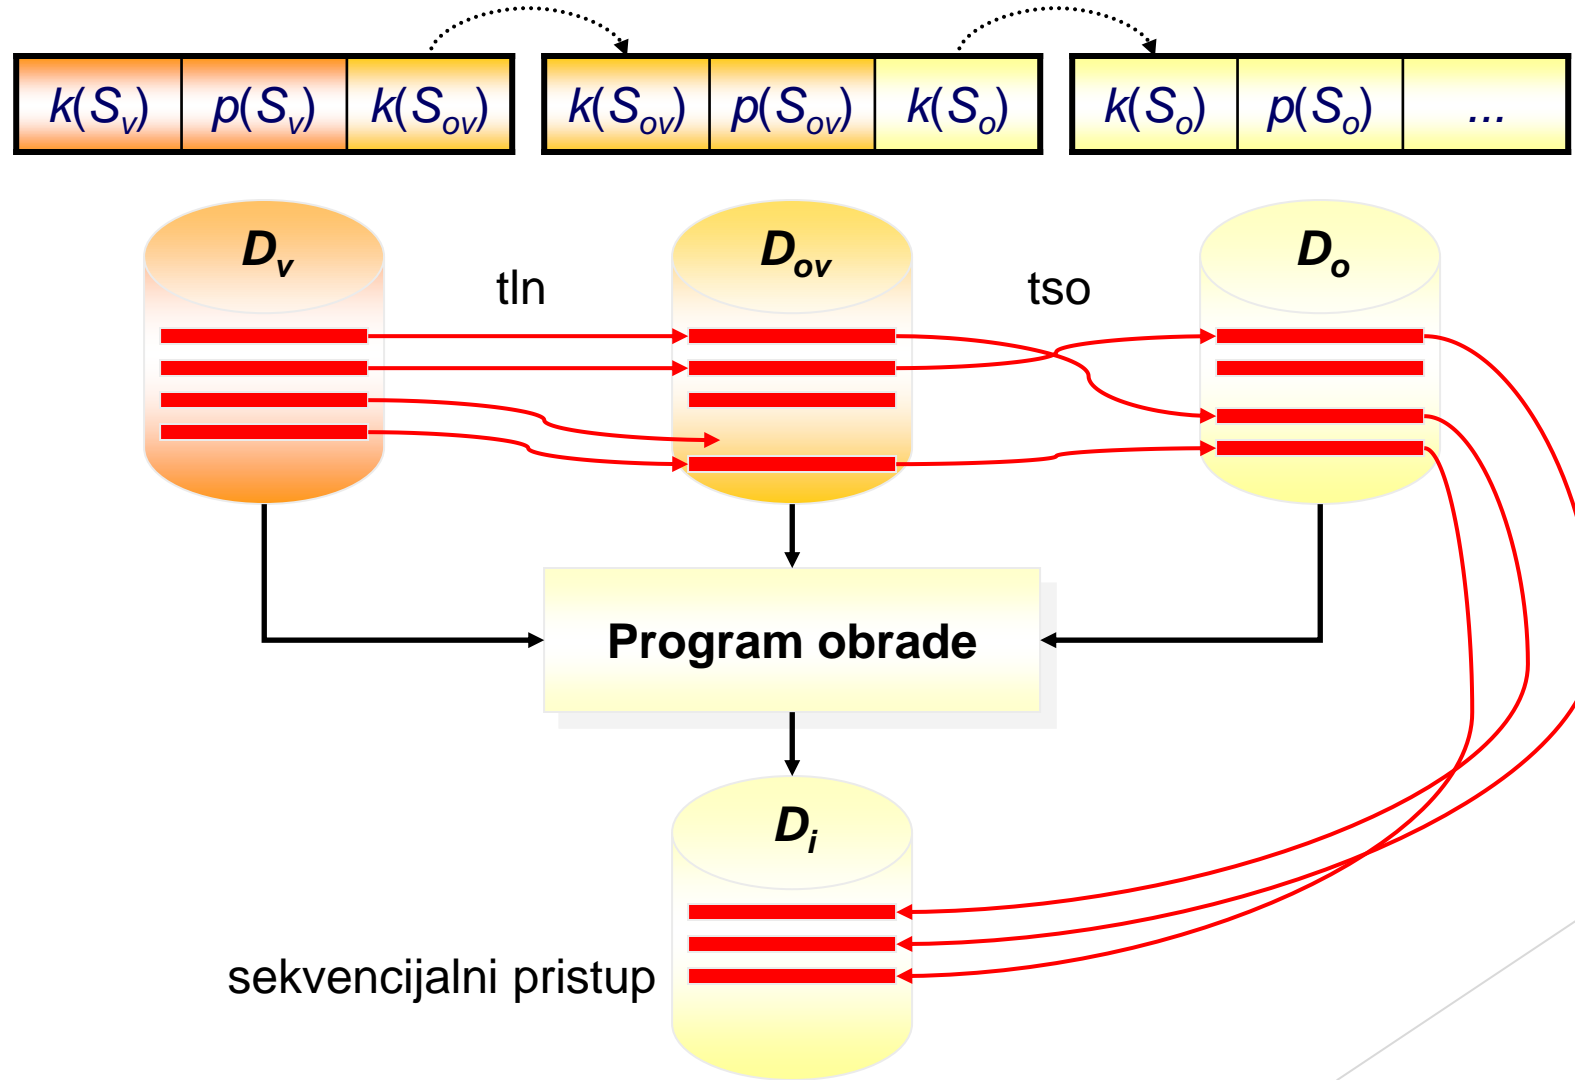 k(Sv) p(Sv) k(Sov) k(Sov) p(Sov) k(So) k(So) p(So) ...
Dv Dov Do
tln tso
Program obrade
Di
sekvencijalni pristup